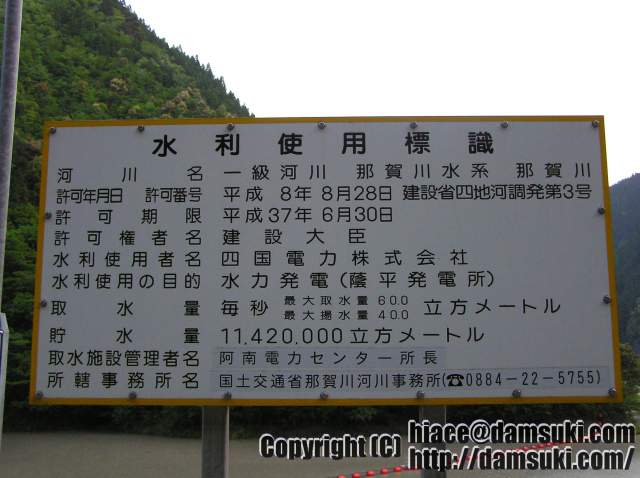 水利使用標識
河川名 一級河川 那賀川水系 那賀川
許可年月日 許可番号 平成 8年 8月28日 建設省四地河調発第3号
許可期限 平成37年 6月30日
許可権者名 建設大臣
水利使用者名 四国電力株式会社
水利使用の目的 水力発電(蔭平発電所)
取水量 毎秒 最大取水量 60.0 最大揚水量 40.0 立方メートル
貯水量 11,420,000立方メートル
取水施設管理者名 阿南電力センター所長
所轄事務所名 国土交通省那賀川河川事務所(☎0884-22-5755)
Copyright (C) hiace@damsuki.com
http://damsuki.com/